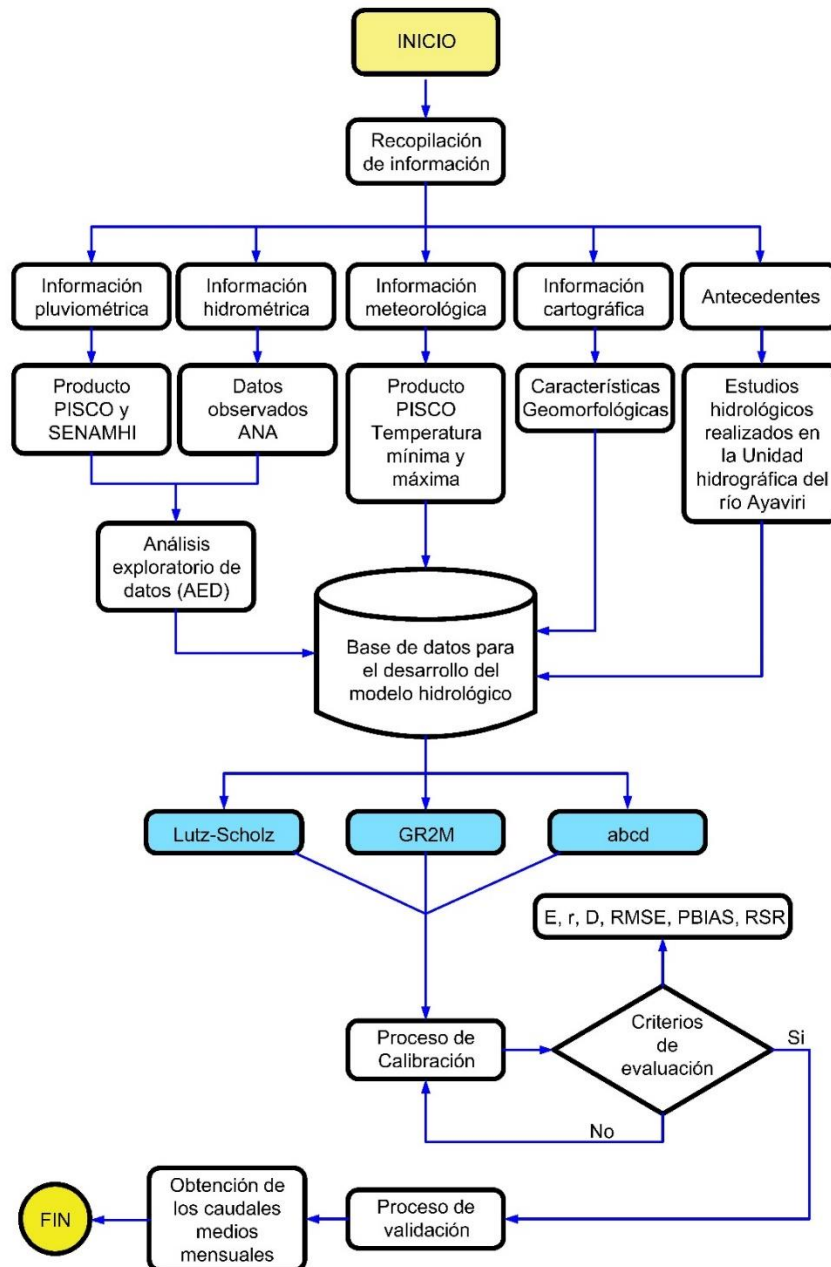 INICIO
Recopilación
de información
Información
pluviométrica
Información
hidrométrica
Información
meteorológica
Información
cartográfica
Antecedentes
Producto
PISCO y
SENAMHI
Datos
observados
ANA
Producto
PISCO
Temperatura
mínima y
máxima
Características
Geomorfológicas
Estudios
hidrológicos
realizados en
la Unidad
hidrográfica del
río Ayaviri
Análisis
exploratorio de
datos (AED)
Base de datos para
el desarrollo del
modelo hidrológico
Lutz-Scholz
GR2M
abcd
E, r, D, RMSE, PBIAS, RSR
Proceso de
Calibración
Criterios
de
evaluación
Si
No
Proceso de
validación
Obtención de
los caudales
medios
mensuales
FIN